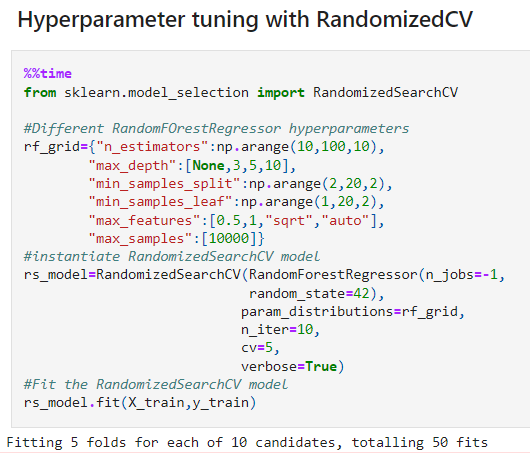 Hyperparameter tuning with RandomizedCV
%%time
from sklearn.model_selection import RandomizedSearchCV
#Different RandomFOrestRegressor hyperparameters
rf_grid={"n_estimators":np.arange(10,100,10),
"max_depth":[None,3,5,10],
"min_samples_split":np.arange(2,20,2),
"min_samples_leaf":np.arange(1,20,2),
"max_features":[0.5,1,"sqrt","auto"],
"max_samples":[10000]}
#instantiate RandomizedSearchCV model
rs_model=RandomizedSearchCV(RandomForestRegressor(n_jobs=-1,
random_state=42),
param_distributions=rf_grid,
n_iter=10,
cv=5,
verbose=True)
#Fit the RandomizedSearchCV model
rs_model.fit(X_train,y_train)
Fitting 5 folds for each of 10 candidates, totalling 50 fits